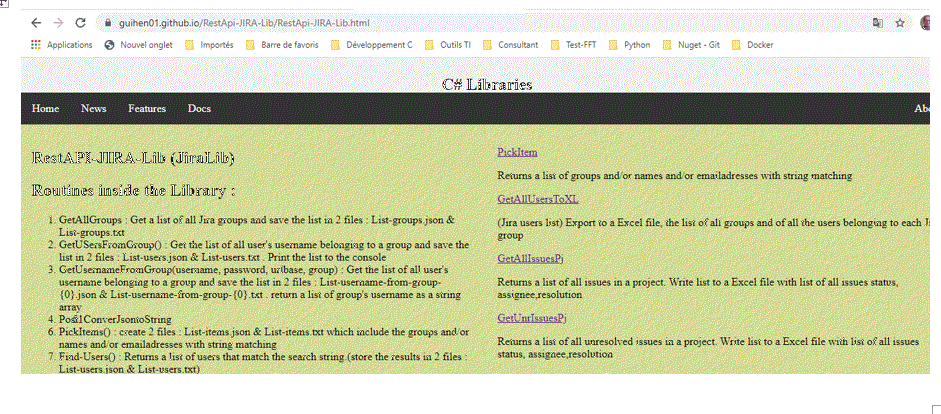 guihen01.github.io/RestApi-JIRA-Lib/RestApi-JIRA-Lib.html
Applications Nouvel onglet Importés Barre de favoris Développement C Outils TI Consultant Test-FFT Python Nuget - Git Docker
C# Libraries
Home News Features Docs Abo
RestAPI-JIRA-Lib (JiraLib)
Routines inside the Library :
1. GetAllGroups : Get a list of all Jira groups and save the list in 2 files : List-groups.json &
List-groups.txt
2. GetUSersFromGroup() : Get the list of all user's username belonging to a group and save the
list in 2 files : List-users.json & List-users.txt . Print the list to the console
3. GetUsernameFromGroup(username, password, urlbase, group) : Get the list of all user's
username belonging to a group and save the list in 2 files : List-username-from-group-
{0}.json & List-username-from-group-{0}.txt . return a list of group's username as a string
array
4. Post1ConverJsontoString
6. PickItems() : create 2 files : List-items.json & List-items.txt which include the groups and/or
names and/or emailadresses with string matching
7. Find-Users() : Returns a list of users that match the search string.(store the results in 2 files :
List-users.json & List-users.txt)
PickItem
Returns a list of groups and/or names and/or emailadresses with string matching
GetAllUsersToXL
(Jira users list) Export to a Excel file, the list of all groups and of all the users belonging to each Ji
group
GetAllIssuesPj
Returns a list of all issues in a project. Write list to a Excel file with list of all issues status,
assignee,resolution
GetUnrIssuesPj
Returns a list of all unresolved issues in a project. Write list to a Excel file with list of all issues
status, assignee,resolution